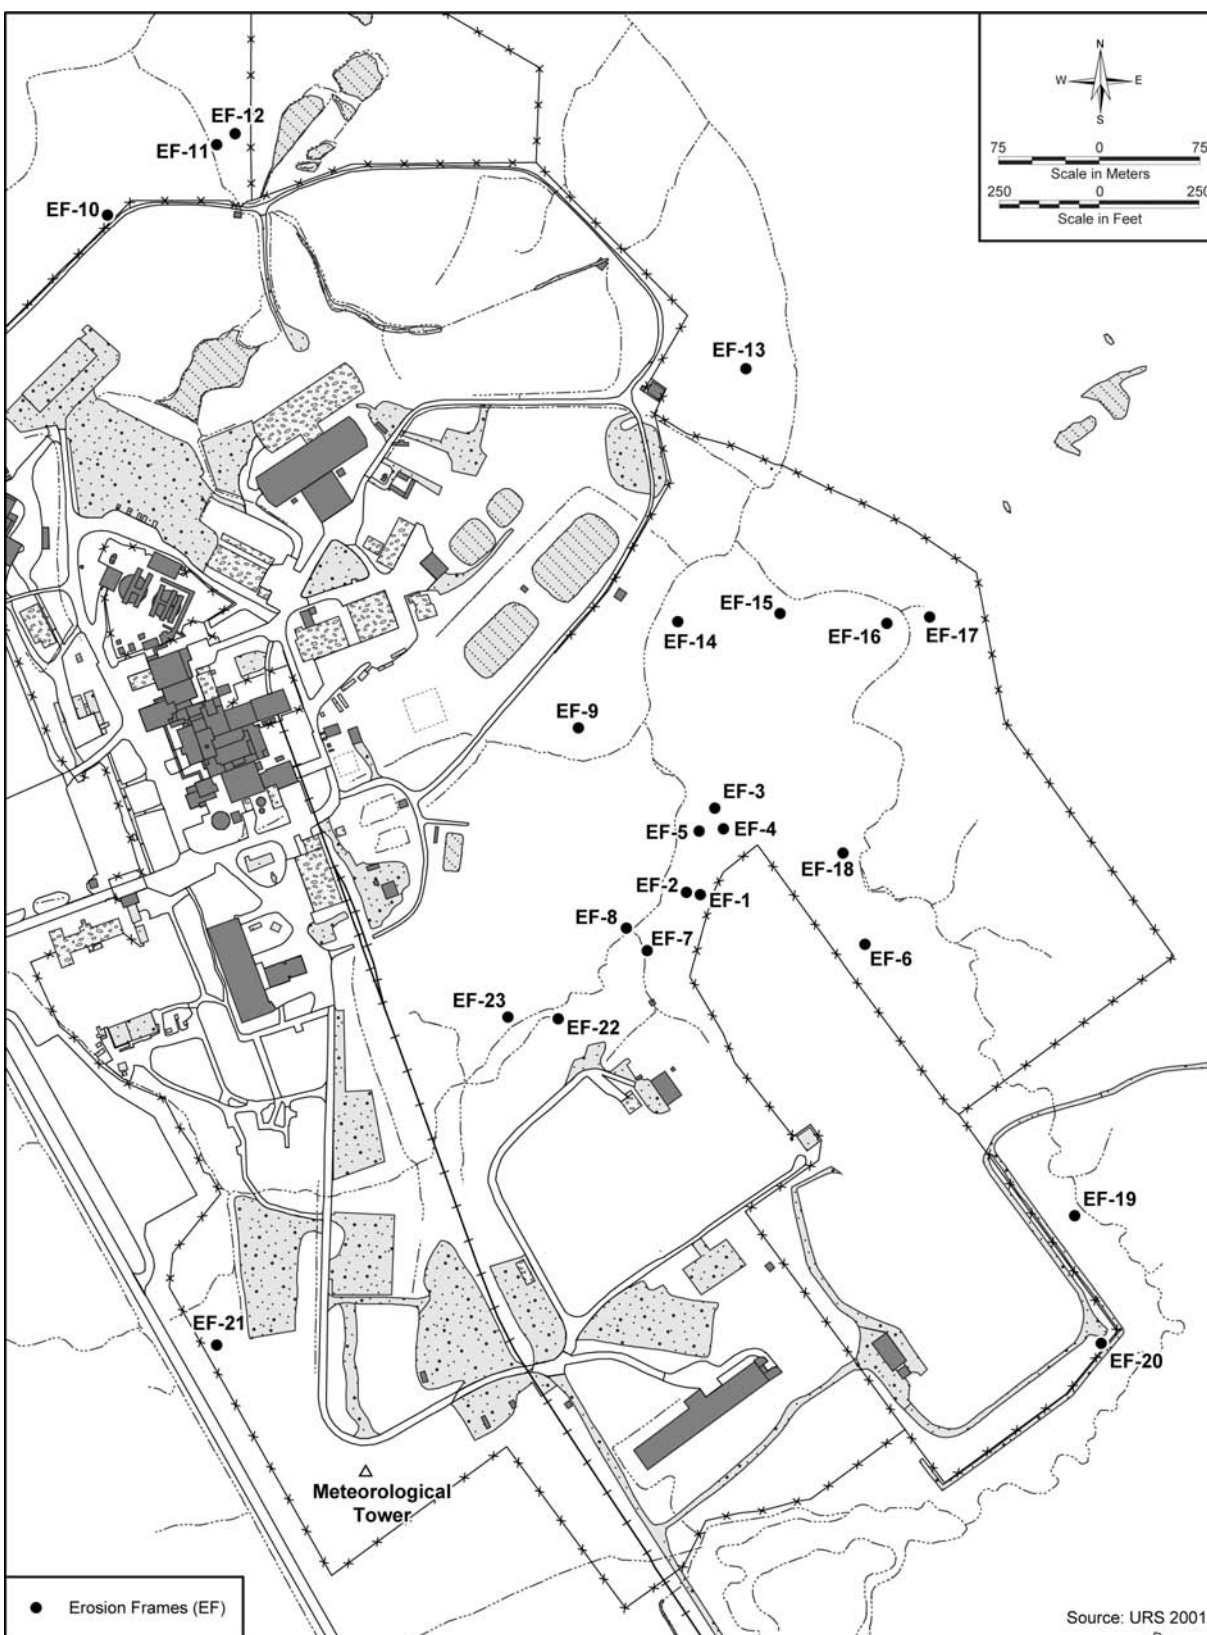 N
W E
S
75 0 75
Scale in Meters
250 0 250
Scale in Feet
EF-12
EF-11
EF-10
EF-13
EF-15
EF-14
EF-16
EF-17
EF-9
EF-3
EF-5
EF-4
EF-18
EF-2
EF-1
EF-8
EF-7
EF-6
EF-23
EF-22
EF-19
EF-21
EF-20
Meteorological
Tower
Erosion Frames (EF)
Source: URS 2001